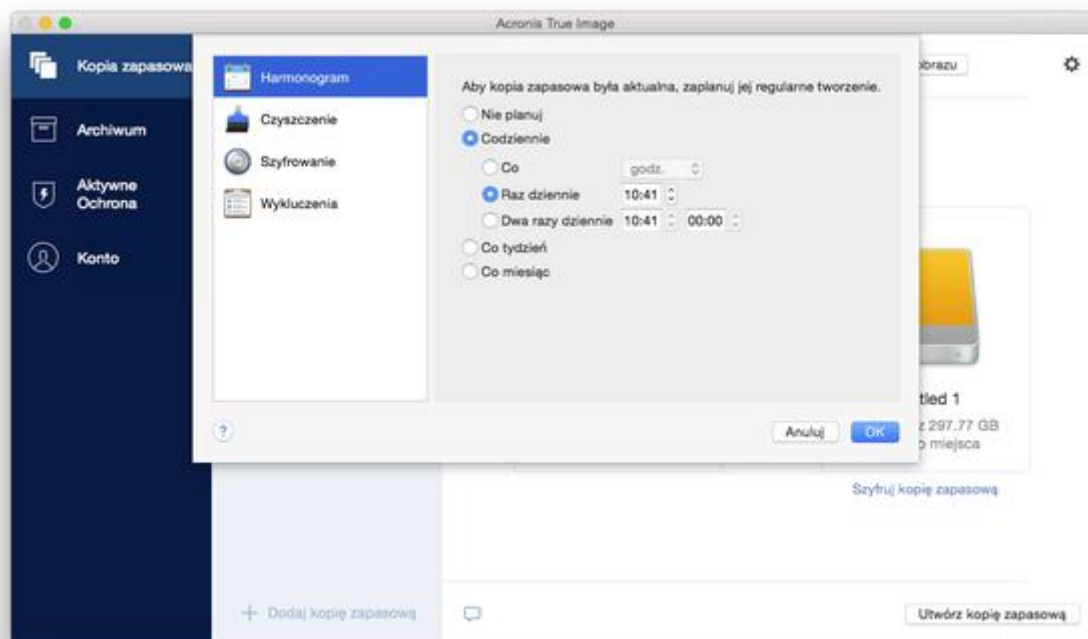 Acronis True Image
Kopia zapasowa
Archiwum
Aktywne
Ochrona
Konto
Harmonogram
Czyszczenie
Szyfrowanie
Wykluczenia
Aby kopia zapasowa była aktualna, zaplanuj jej regularne tworzenie.
Nie planuj
Codziennie
Co godz.
Raz dziennie 10:41
Dwa razy dziennie 10:41 00:00
Co tydzień
Co miesiąc
?
Anuluj OK
obrazu
tled 1
z 297.77 GB
o miejsca
Szyfruj kopię zapasową
Dodaj kopię zapasową
Utwórz kopię zapasową